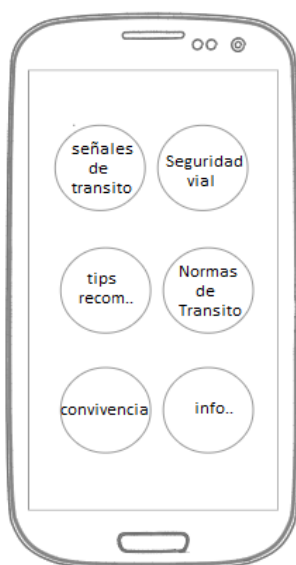 señales
de
transito
Seguridad
vial
tips
recom..
Normas
de
Transito
convivencia
info..